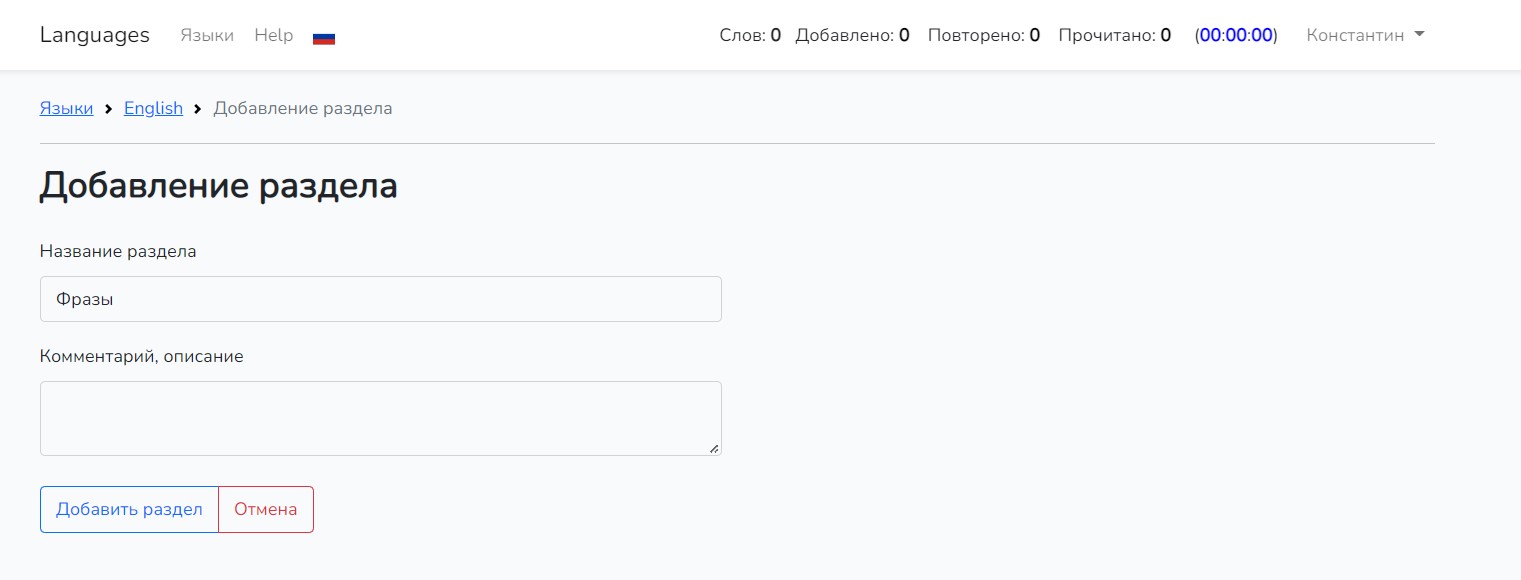 Languages Языки Help Слов: 0 Добавлено: 0 Повторено: 0 Прочитано: 0 (00:00:00) Константин
Языки English Добавление раздела
Добавление раздела
Название раздела
Фразы
Комментарий, описание
Добавить раздел Отмена